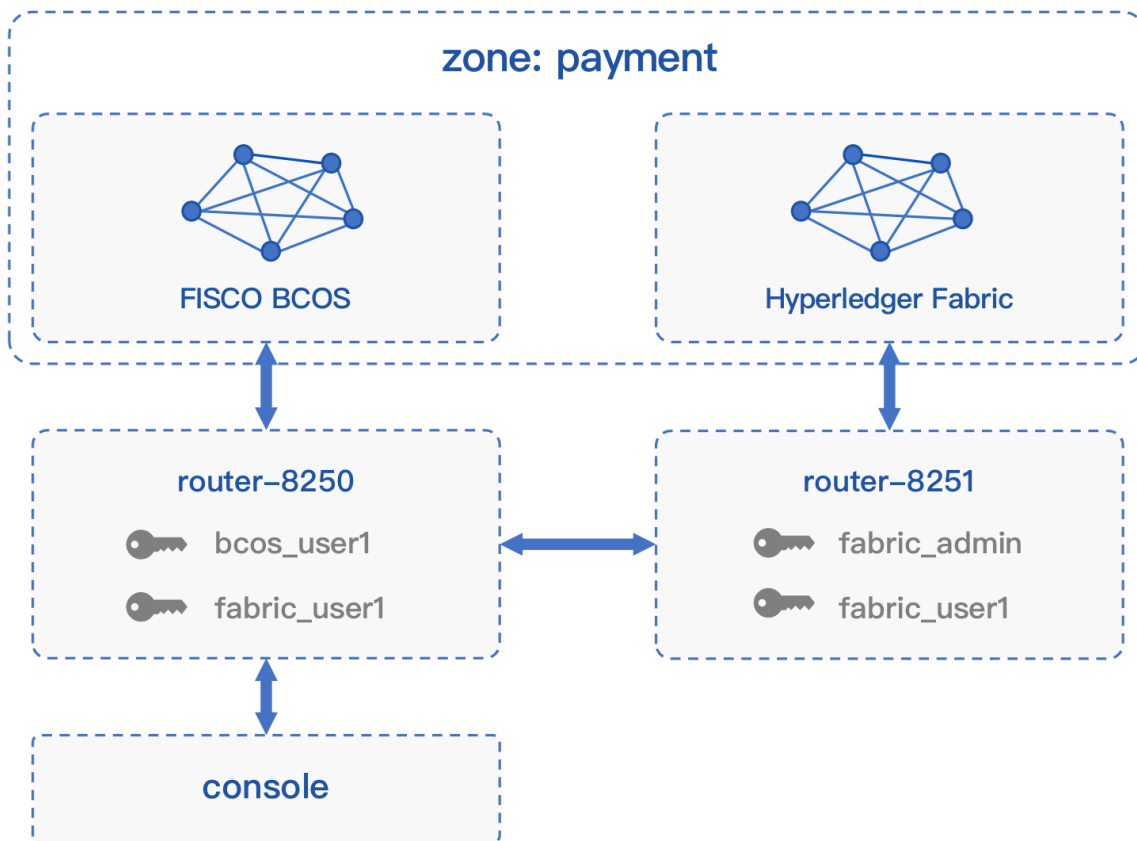 zone: payment
FISCO BCOS
Hyperledger Fabric
router-8250
bcos_user1
fabric_user1
router-8251
fabric_admin
fabric_user1
console